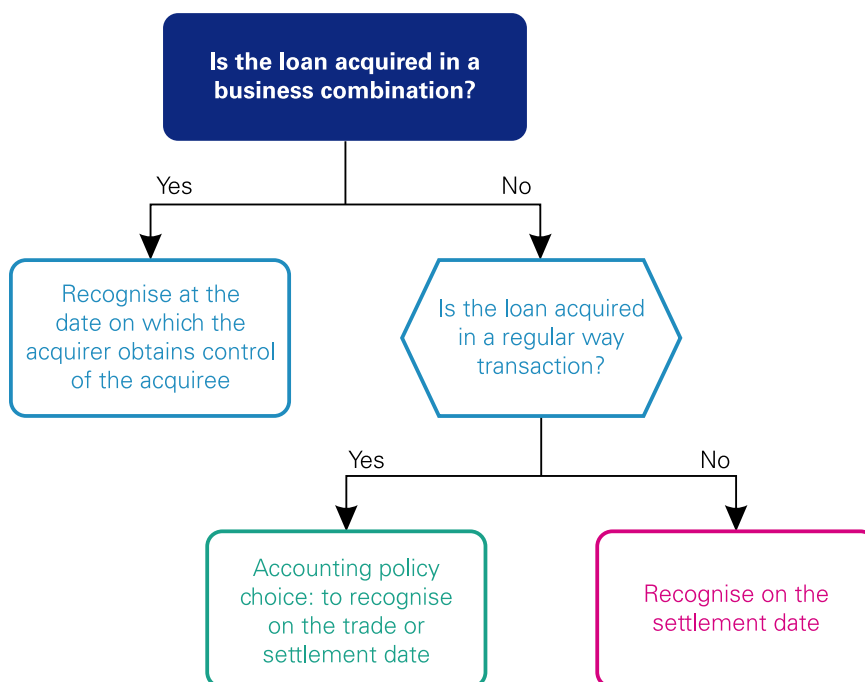 Is the loan acquired in a
business combination?
Yes
No
Recognise at the
date on which the
acquirer obtains control
of the acquiree
Is the loan acquired
in a regular way
transaction?
Yes
No
Accounting policy
choice: to recognise
on the trade or
settlement date
Recognise on the
settlement date